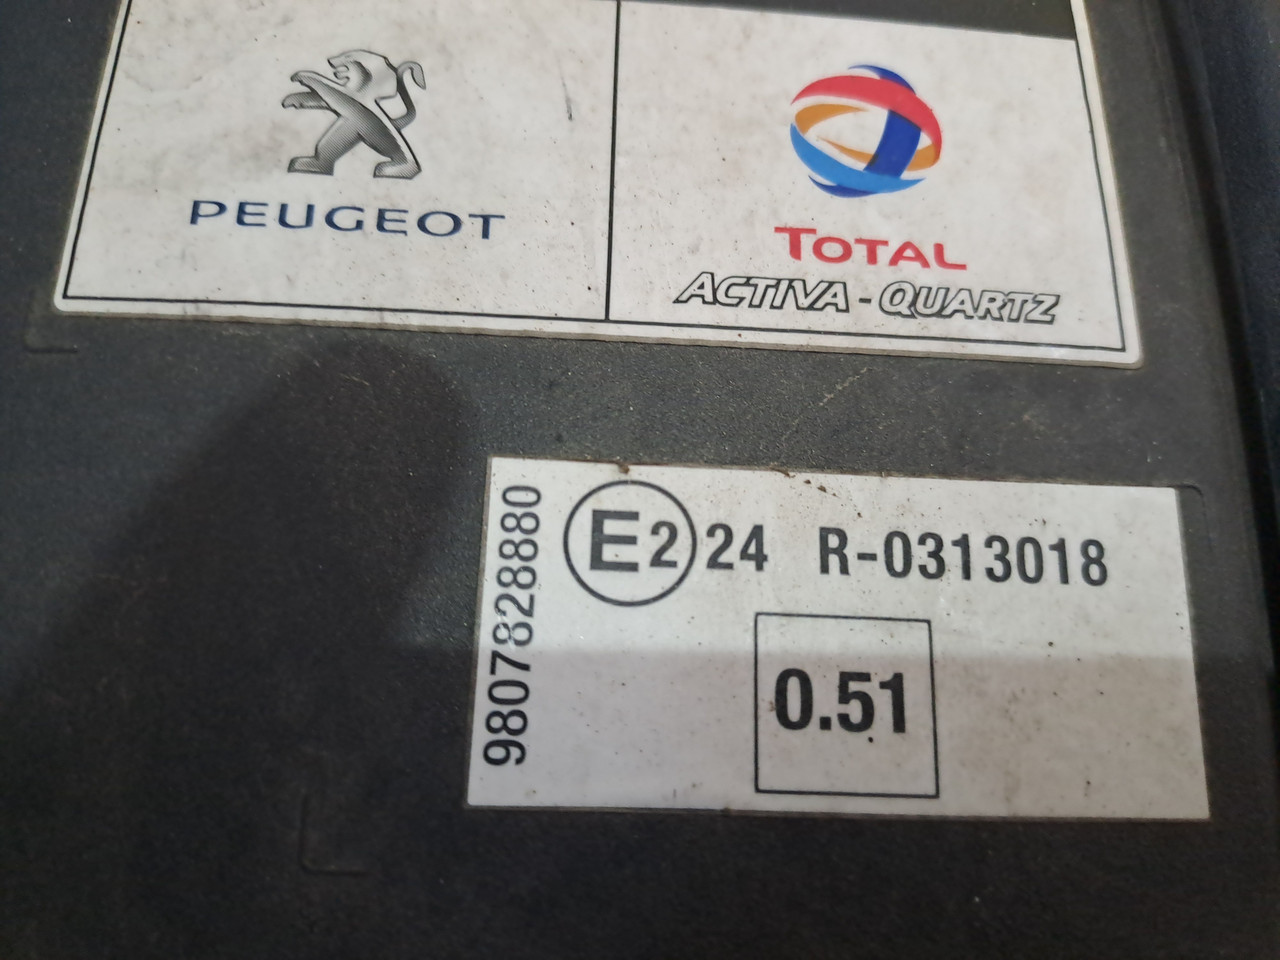 PEUGEOT
TOTAL
ACTIVA - QUARTZ
9807828880
E2 24 R-0313018
0.51